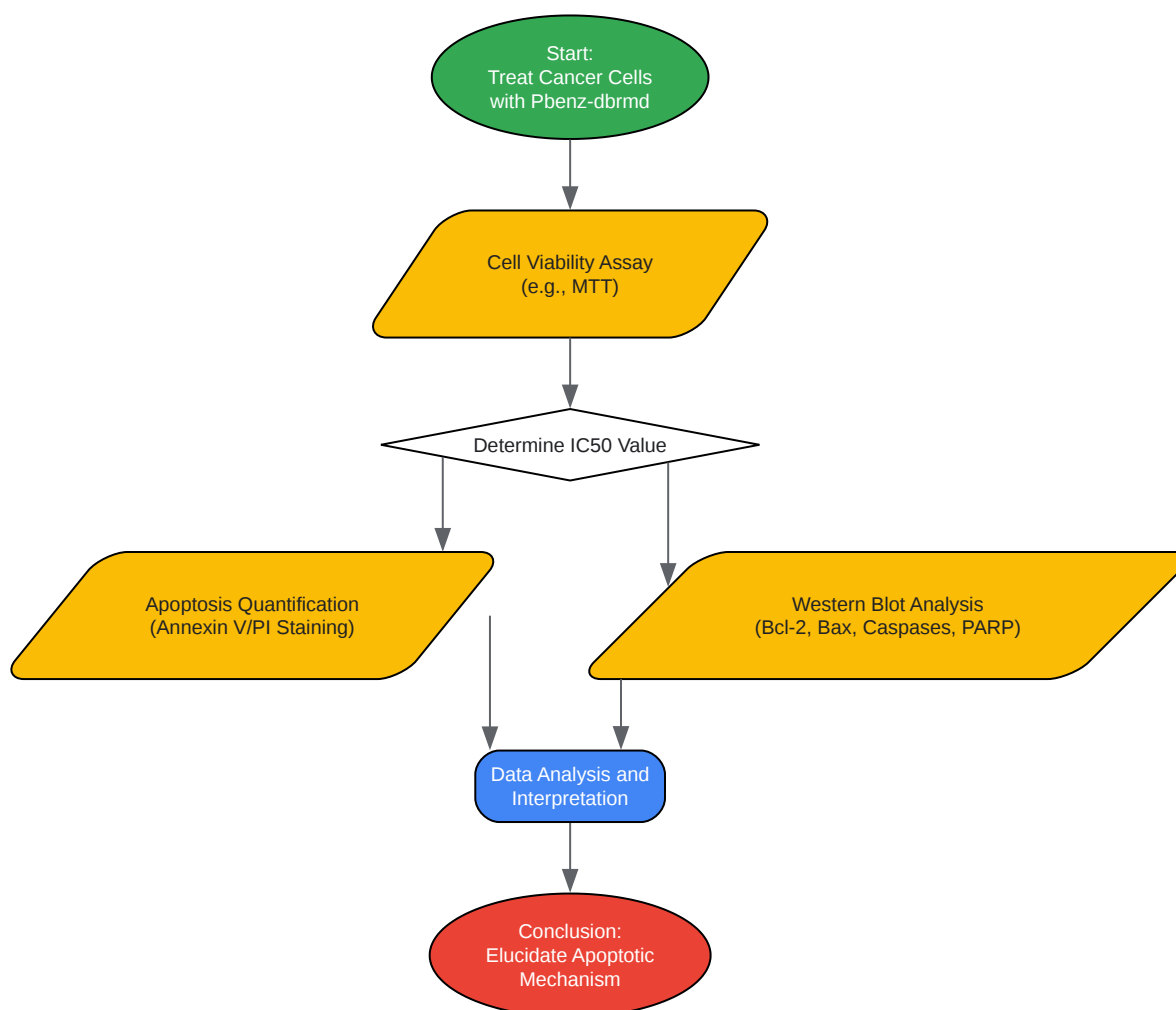 Start:
Treat Cancer Cells
with Pbenz-dbrmd
Cell Viability Assay
(e.g., MTT)
Determine IC50 Value
Apoptosis Quantification
(Annexin V/PI Staining)
Western Blot Analysis
(Bcl-2, Bax, Caspases, PARP)
Data Analysis and
Interpretation
Conclusion:
Elucidate Apoptotic
Mechanism